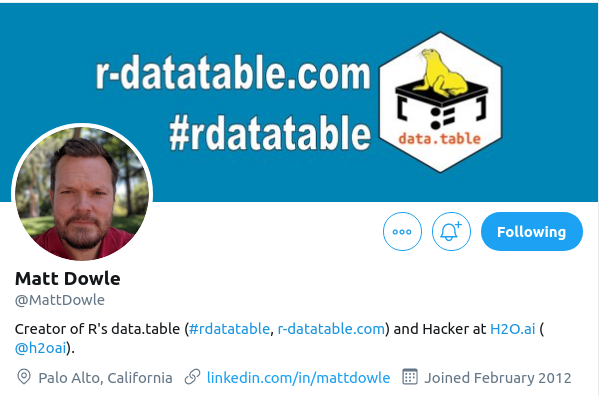 r-datatable.com
#rdatatable
data.table
Following
Matt Dowle
@MattDowle
Creator of R's data.table (#rdatatable, r-datatable.com) and Hacker at H2O.ai (
@h2oai).
Palo Alto, California linkedin.com/in/mattdowle Joined February 2012